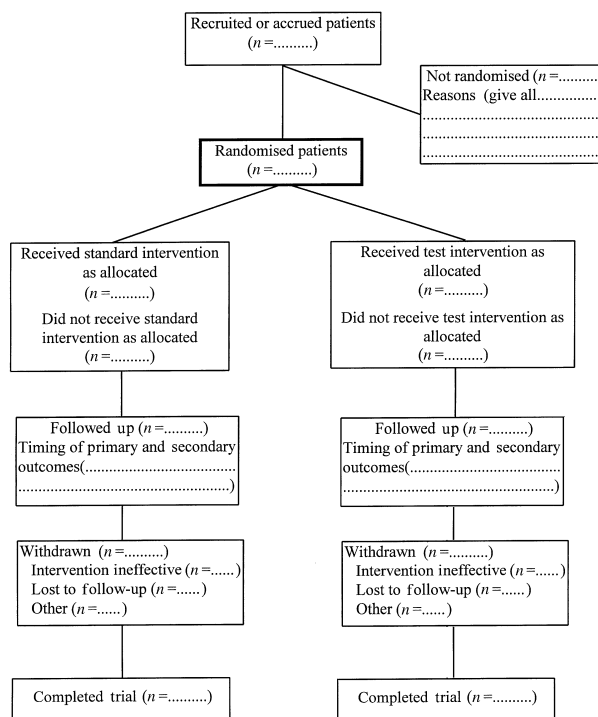 Recruited or accrued patients
(n =..........)
Not randomised (n =..........
Reasons (give all...............
..........................................
..........................................
..........................................
Randomised patients
(n =..........)
Received standard intervention
as allocated
(n =..........)
Did not receive standard
intervention as allocated
(n =..........)
Received test intervention as
allocated
(n =..........)
Did not receive test intervention as
allocated
(n =..........)
Followed up (n =..........)
Timing of primary and secondary
outcomes(....................................
..................................................)
Followed up (n =..........)
Timing of primary and secondary
outcomes(....................................
..................................................)
Withdrawn (n =..........)
Intervention ineffective (n =......)
Lost to follow-up (n =......)
Other (n =......)
Withdrawn (n =..........)
Intervention ineffective (n =......)
Lost to follow-up (n =......)
Other (n =......)
Completed trial (n =..........)
Completed trial (n =..........)